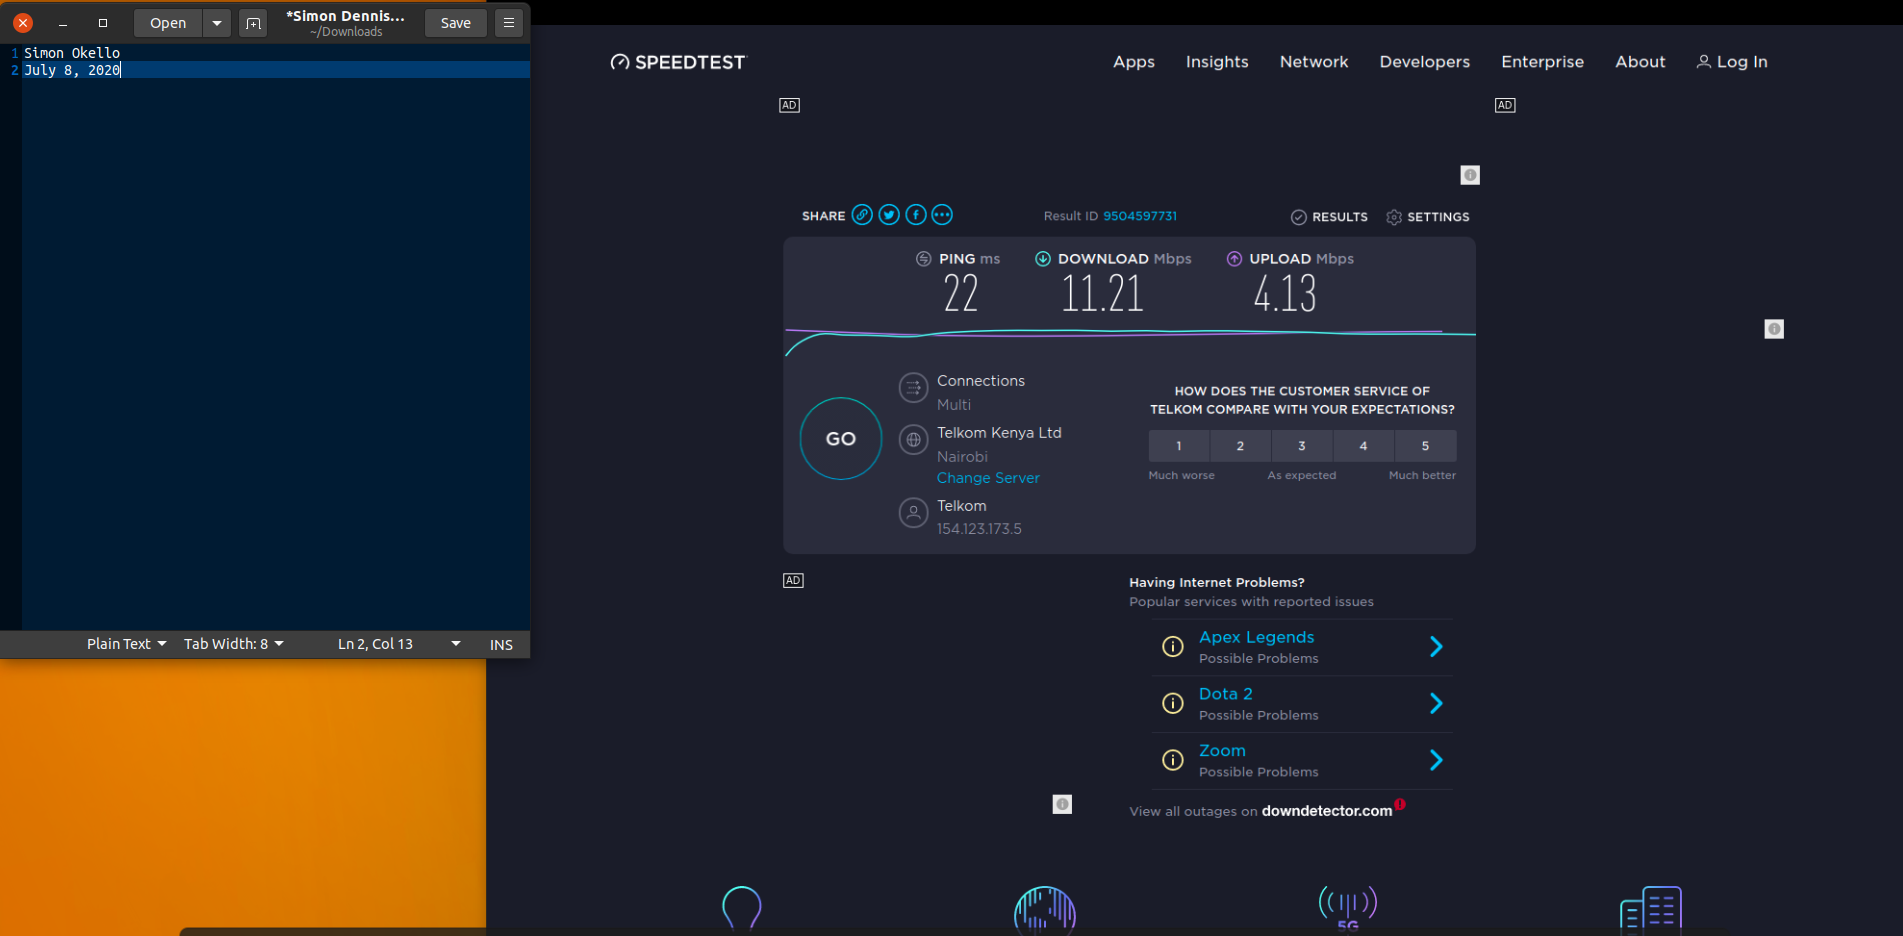 *Simon Dennis...
~/Downloads
Open
Save
1 Simon Okello
2 July 8, 2020
Plain Text
Tab Width: 8
Ln 2, Col 13
INS
SPEEDTEST
Apps Insights Network Developers Enterprise About Log In
AD
AD
SHARE
Result ID 9504597731
RESULTS SETTINGS
PING ms DOWNLOAD Mbps UPLOAD Mbps
22 11.21 4.13
GO
Connections
Multi
Telkom Kenya Ltd
Nairobi
Change Server
Telkom
154.123.173.5
HOW DOES THE CUSTOMER SERVICE OF
TELKOM COMPARE WITH YOUR EXPECTATIONS?
1 2 3 4 5
Much worse As expected Much better
AD
Having Internet Problems?
Popular services with reported issues
Apex Legends
Possible Problems
Dota 2
Possible Problems
Zoom
Possible Problems
View all outages on downdetector.com
5G